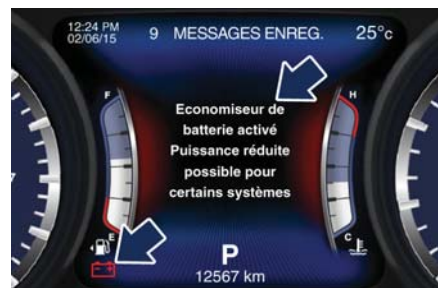 12:24 PM
02/06/15
9 MESSAGES ENREG.
25°c
F
H
Economiseur de
batterie activé
Puissance réduite
possible pour
certains systèmes
E
C
P
12567 km